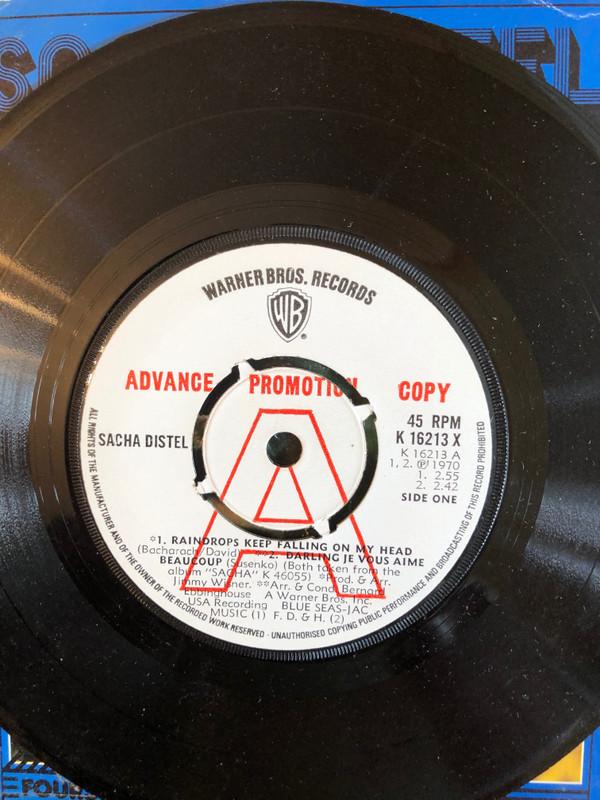 WARNER BROS. RECORDS
WB
®
ADVANCE PROMOTION COPY
SACHA DISTEL
45 RPM
K 16213 X
K 16213 A
1, 2. ℗ 1970
1. 2.55
2. 2.42
SIDE ONE
A
*1. RAINDROPS KEEP FALLING ON MY HEAD
(Bacharach/David) **2. DARLING JE VOUS AIME
BEAUCOUP (Susenko) (Both taken from the
album "SACHA" K 46055) *Prod. & Arr.
Jimmy Wisner. **Arr. & Cond. Bernard
Ebbinghouse A Warner Bros. Inc.
USA Recording BLUE SEAS-JAC
MUSIC (1) F. D. & H. (2)
ALL RIGHTS OF THE MANUFACTURER AND OF THE OWNER OF THE RECORDED WORK RESERVED · UNAUTHORISED COPYING PUBLIC PERFORMANCE AND BROADCASTING OF THIS RECORD PROHIBITED